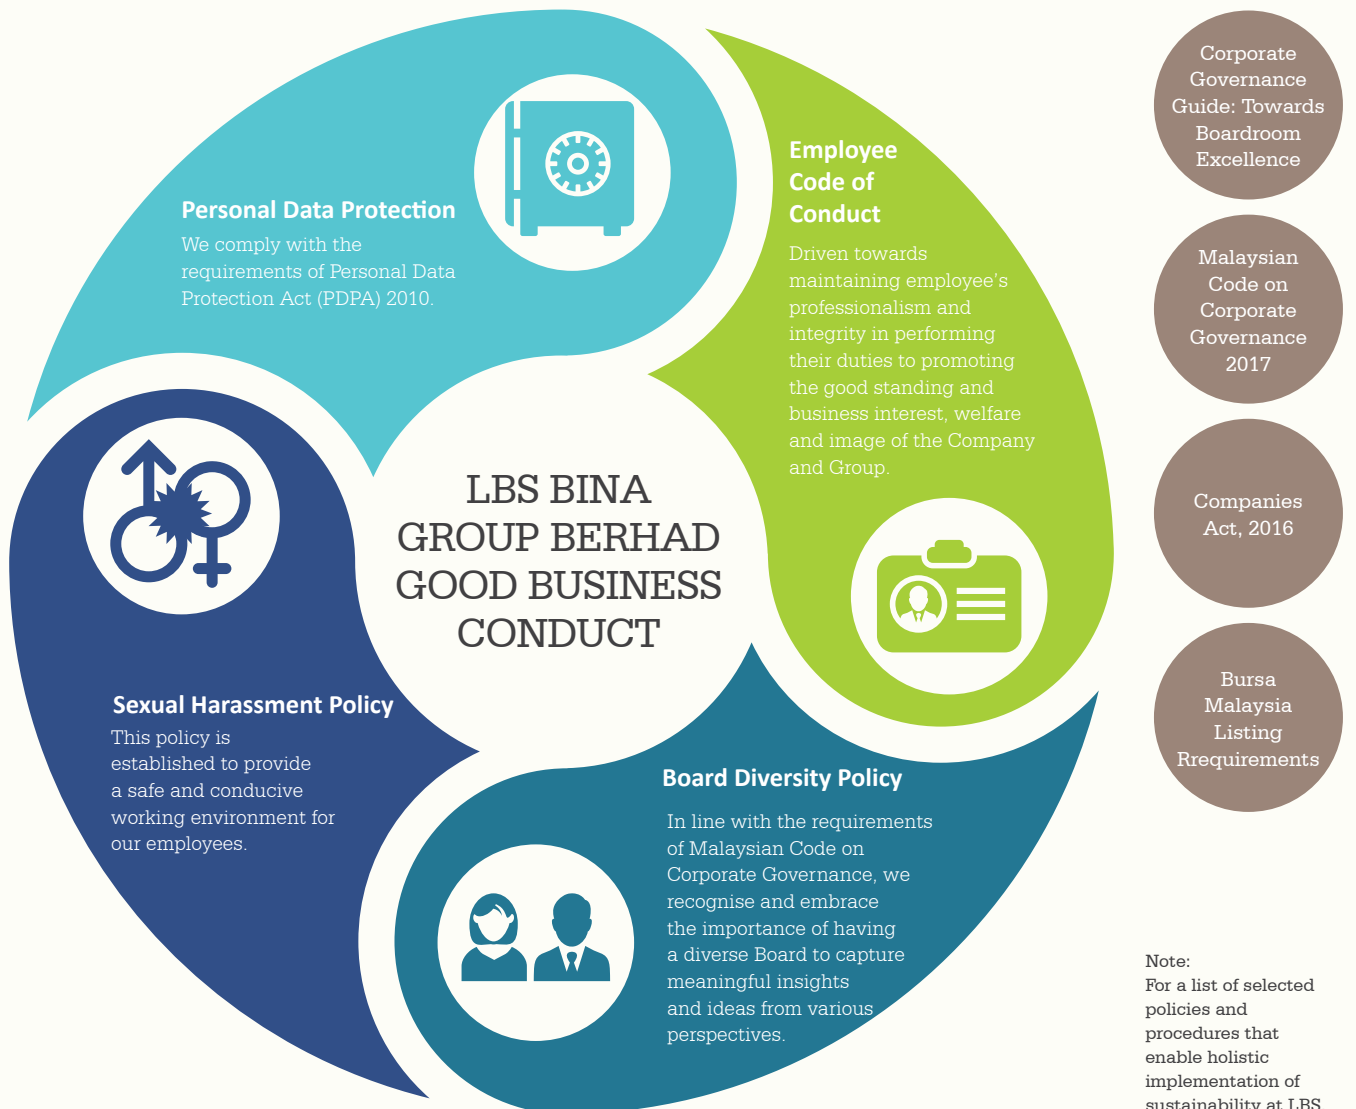 Personal Data Protection
We comply with the
requirements of Personal Data
Protection Act (PDPA) 2010.
Employee
Code of
Conduct
Driven towards
maintaining employee's
professionalism and
integrity in performing
their duties to promoting
the good standing and
business interest, welfare
and image of the Company
and Group.
LBS BINA
GROUP BERHAD
GOOD BUSINESS
CONDUCT
Sexual Harassment Policy
This policy is
established to provide
a safe and conducive
working environment for
our employees.
Board Diversity Policy
In line with the requirements
of Malaysian Code on
Corporate Governance, we
recognise and embrace
the importance of having
a diverse Board to capture
meaningful insights
and ideas from various
perspectives.
Corporate
Governance
Guide: Towards
Boardroom
Excellence
Malaysian
Code on
Corporate
Governance
2017
Companies
Act, 2016
Bursa
Malaysia
Listing
Rrequirements
Note:
For a list of selected
policies and
procedures that
enable holistic
implementation of
sustainability at LBS